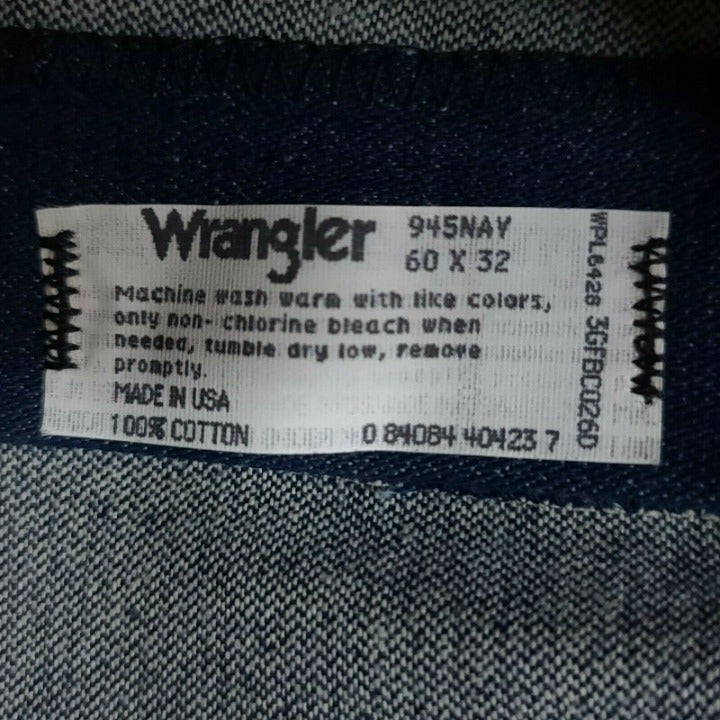 Wrangler 945NAV
60 X 32
Machine wash warm with like colors,
only non- chlorine bleach when
needed, tumble dry low, remove
promptly.
MADE IN USA
100% COTTON 0 84084 40423 7
WPL6428 3GFBC026D